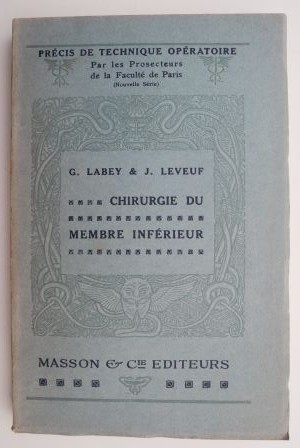 PRÉCIS DE TECHNIQUE OPÉRATOIRE
Par les Prosecteurs
de la Faculté de Paris
(Nouvelle Série)
G. LABEY & J. LEVEUF
CHIRURGIE DU
MEMBRE INFÉRIEUR
MASSON & CIE EDITEURS